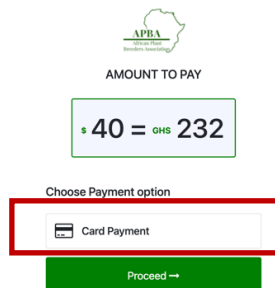 APBA
African Plant
Breeders Association
AMOUNT TO PAY
$ 40 = GHS 232
Choose Payment option
Card Payment
Proceed →